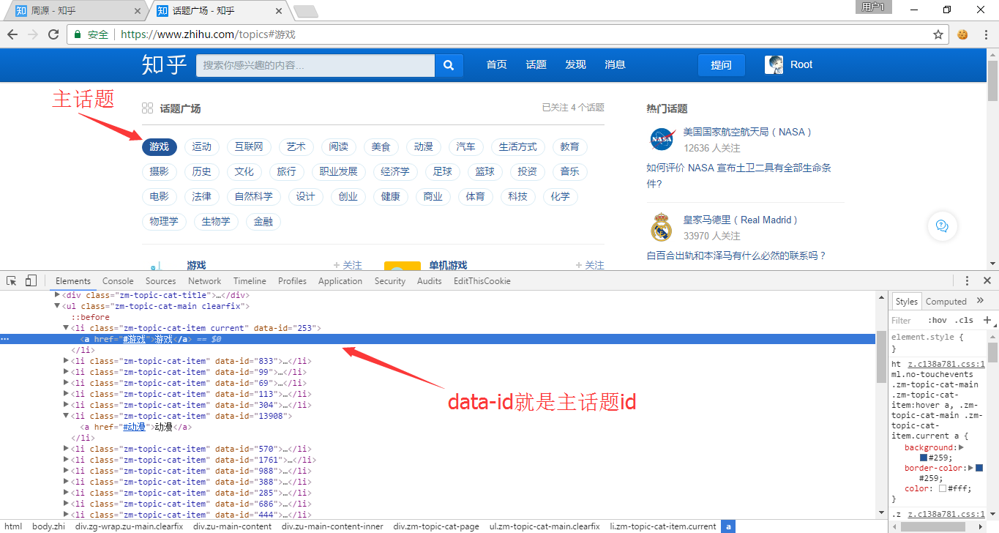 周源 - 知乎
话题广场 - 知乎
用户1
安全 https://www.zhihu.com/topics#游戏
知乎 搜索你感兴趣的内容... 首页 话题 发现 消息 提问 Root
主话题
话题广场 已关注 4 个话题
游戏 运动 互联网 艺术 阅读 美食 动漫 汽车 生活方式 教育
摄影 历史 文化 旅行 职业发展 经济学 足球 篮球 投资 音乐
电影 法律 自然科学 设计 创业 健康 商业 体育 科技 化学
物理学 生物学 金融
游戏 + 关注 单机游戏 + 关注
热门话题
NASA
美国国家航空航天局（NASA）
12636 人关注
如何评价 NASA 宣布土卫二具有全部生命条
件?
皇家马德里（Real Madrid）
33970 人关注
白百合出轨和本泽马有什么必然的联系吗？
Elements Console Sources Network Timeline Profiles Application Security Audits EditThisCookie
<div class="zm-topic-cat-title">…</div>
<ul class="zm-topic-cat-main clearfix">
::before
<li class="zm-topic-cat-item current" data-id="253">
<a href="#游戏">游戏</a> == $0
</li>
<li class="zm-topic-cat-item" data-id="833">…</li>
<li class="zm-topic-cat-item" data-id="99">…</li>
<li class="zm-topic-cat-item" data-id="69">…</li>
<li class="zm-topic-cat-item" data-id="113">…</li>
<li class="zm-topic-cat-item" data-id="304">…</li>
<li class="zm-topic-cat-item" data-id="13908">
<a href="#动漫">动漫</a>
</li>
<li class="zm-topic-cat-item" data-id="570">…</li>
<li class="zm-topic-cat-item" data-id="1761">…</li>
<li class="zm-topic-cat-item" data-id="988">…</li>
<li class="zm-topic-cat-item" data-id="388">…</li>
<li class="zm-topic-cat-item" data-id="285">…</li>
<li class="zm-topic-cat-item" data-id="686">…</li>
<li class="zm-topic-cat-item" data-id="444">…</li>
data-id就是主话题id
Styles Computed »
Filter :hov .cls +
element.style {
}
ht z.c138a781.css:1
ml.no-touchevents
.zm-topic-cat-main
.zm-topic-cat-
item:hover a, .zm-
topic-cat-main .zm-
topic-cat-
item.current a {
background:
#259;
border-color:
#259;
color: #fff;
}
.z z.c138a781.css:1
html body.zhi div.zg-wrap.zu-main.clearfix div.zu-main-content div.zu-main-content-inner div.zm-topic-cat-page ul.zm-topic-cat-main.clearfix li.zm-topic-cat-item.current a